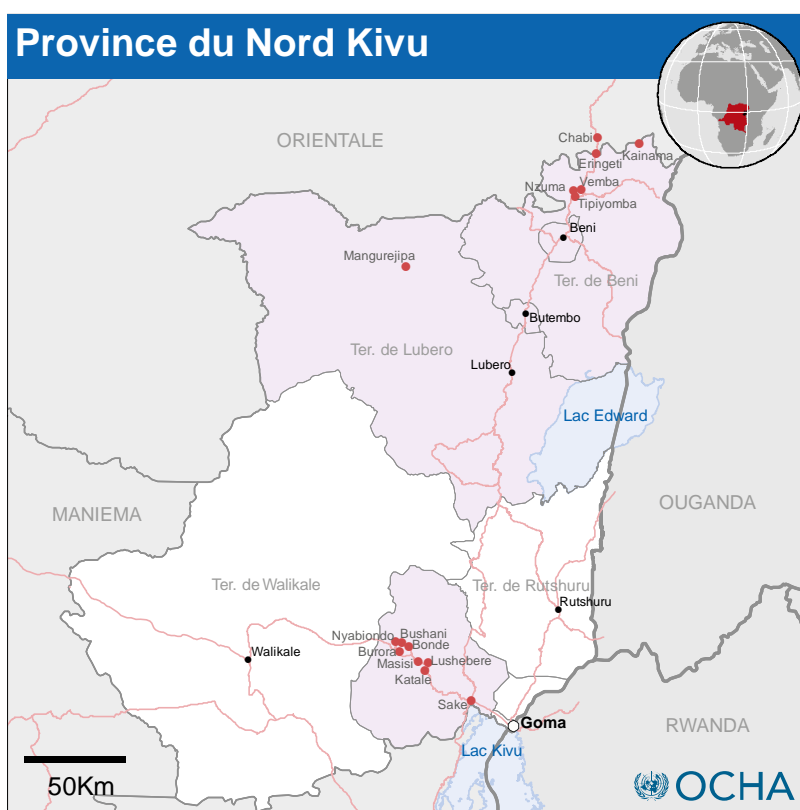 Province du Nord Kivu
ORIENTALE
Chabi
Eringeti
Kainama
Nzuma
Vemba
Tipiyomba
Beni
Mangurejipa
Ter. de Beni
Butembo
Ter. de Lubero
Lubero
Lac Edward
MANIEMA
OUGANDA
Ter. de Walikale
Ter. de Rutshuru
Rutshuru
Nyabiondo
Bushani
Bonde
Burora
Walikale
Masisi
Lushebere
Katale
Sake
Goma
RWANDA
Lac Kivu
50Km
OCHA